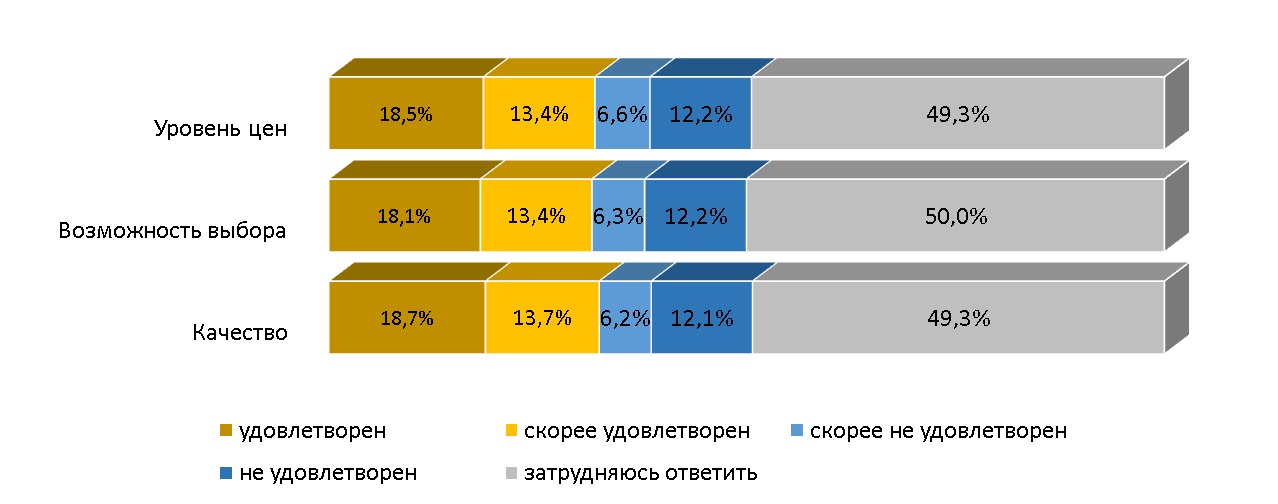 Уровень цен
18,5%
13,4%
6,6%
12,2%
49,3%
Возможность выбора
18,1%
13,4%
6,3%
12,2%
50,0%
Качество
18,7%
13,7%
6,2%
12,1%
49,3%
удовлетворен
скорее удовлетворен
скорее не удовлетворен
не удовлетворен
затрудняюсь ответить